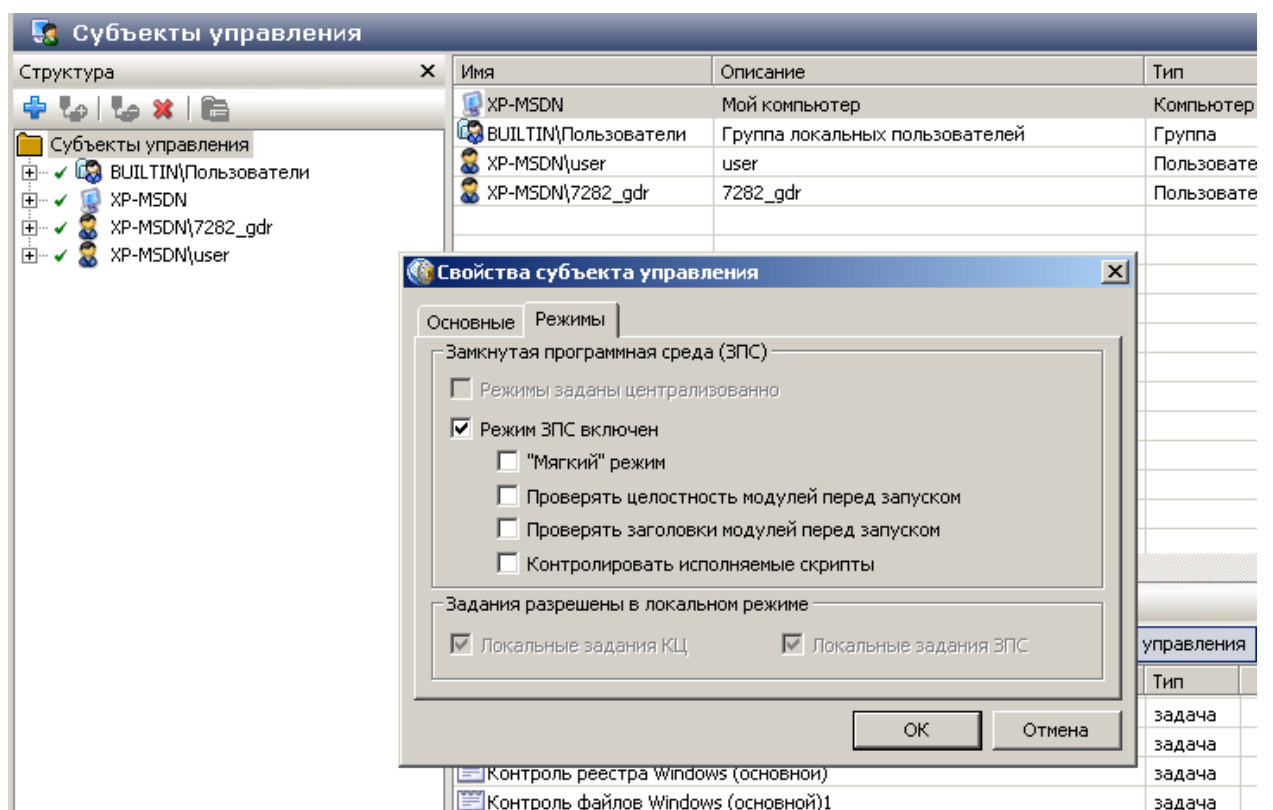 Субъекты управления
Структура
Субъекты управления
BUILTIN\Пользователи
XP-MSDN
XP-MSDN\7282_gdr
XP-MSDN\user
Имя Описание Тип
XP-MSDN Мой компьютер Компьютер
BUILTIN\Пользователи Группа локальных пользователей Группа
XP-MSDN\user user Пользовате
XP-MSDN\7282_gdr 7282_gdr Пользовате
Свойства субъекта управления
Основные Режимы
Замкнутая программная среда (ЗПС)
Режимы заданы централизованно
Режим ЗПС включен
"Мягкий" режим
Проверять целостность модулей перед запуском
Проверять заголовки модулей перед запуском
Контролировать исполняемые скрипты
Задания разрешены в локальном режиме
Локальные задания КЦ Локальные задания ЗПС
ОК Отмена
управления
Тип
задача
задача
Контроль реестра Windows (основной) задача
Контроль файлов Windows (основной)1 задача